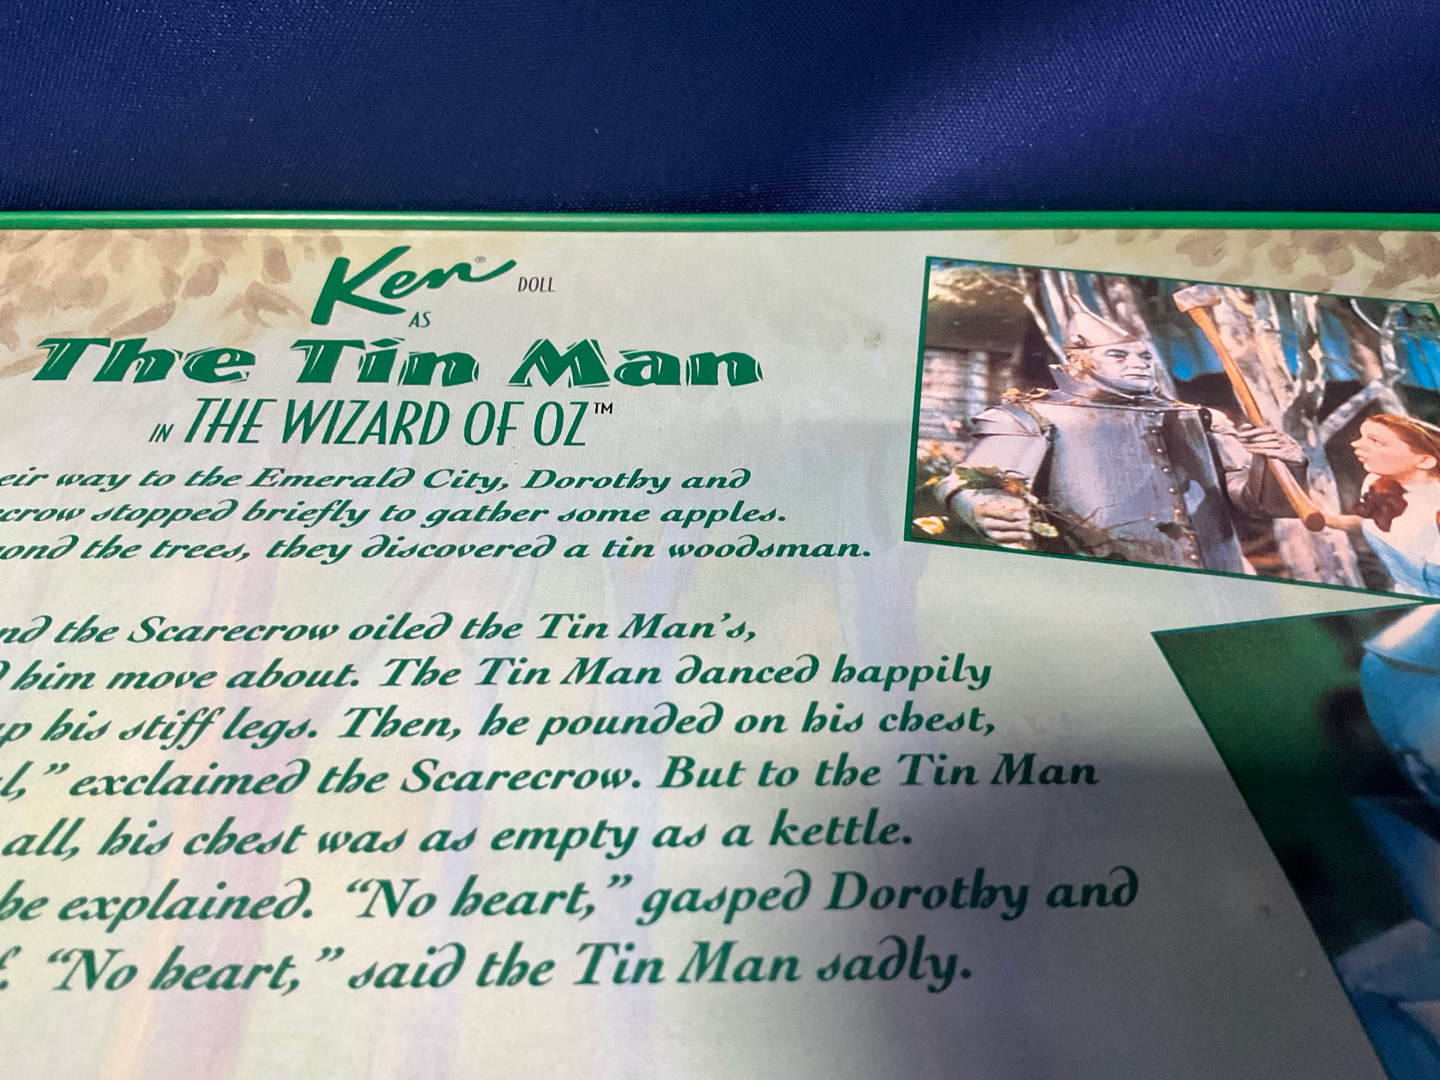 Ken® DOLL
AS
The Tin Man
IN THE WIZARD OF OZ™
eir way to the Emerald City, Dorothy and
crow stopped briefly to gather some apples.
ond the trees, they discovered a tin woodsman.
nd the Scarecrow oiled the Tin Man's,
him move about. The Tin Man danced happily
up his stiff legs. Then, he pounded on his chest,
l," exclaimed the Scarecrow. But to the Tin Man
all, his chest was as empty as a kettle.
he explained. "No heart," gasped Dorothy and
f. "No heart," said the Tin Man sadly.